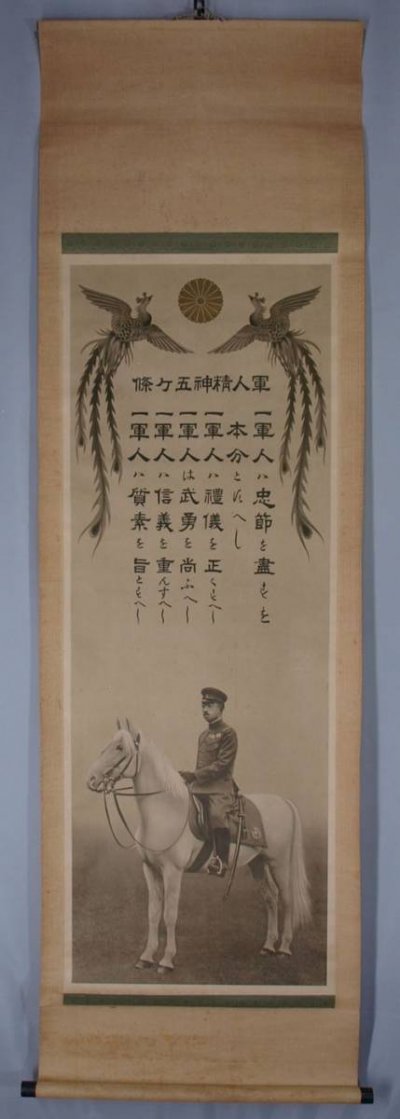 軍人精神五ケ條
一軍人ハ忠節を盡すを
本分とすへし
一軍人ハ禮儀を正くすへし
一軍人は武勇を尚ふへし
一軍人ハ信義を重んすへし
一軍人ハ質素を旨とすへし